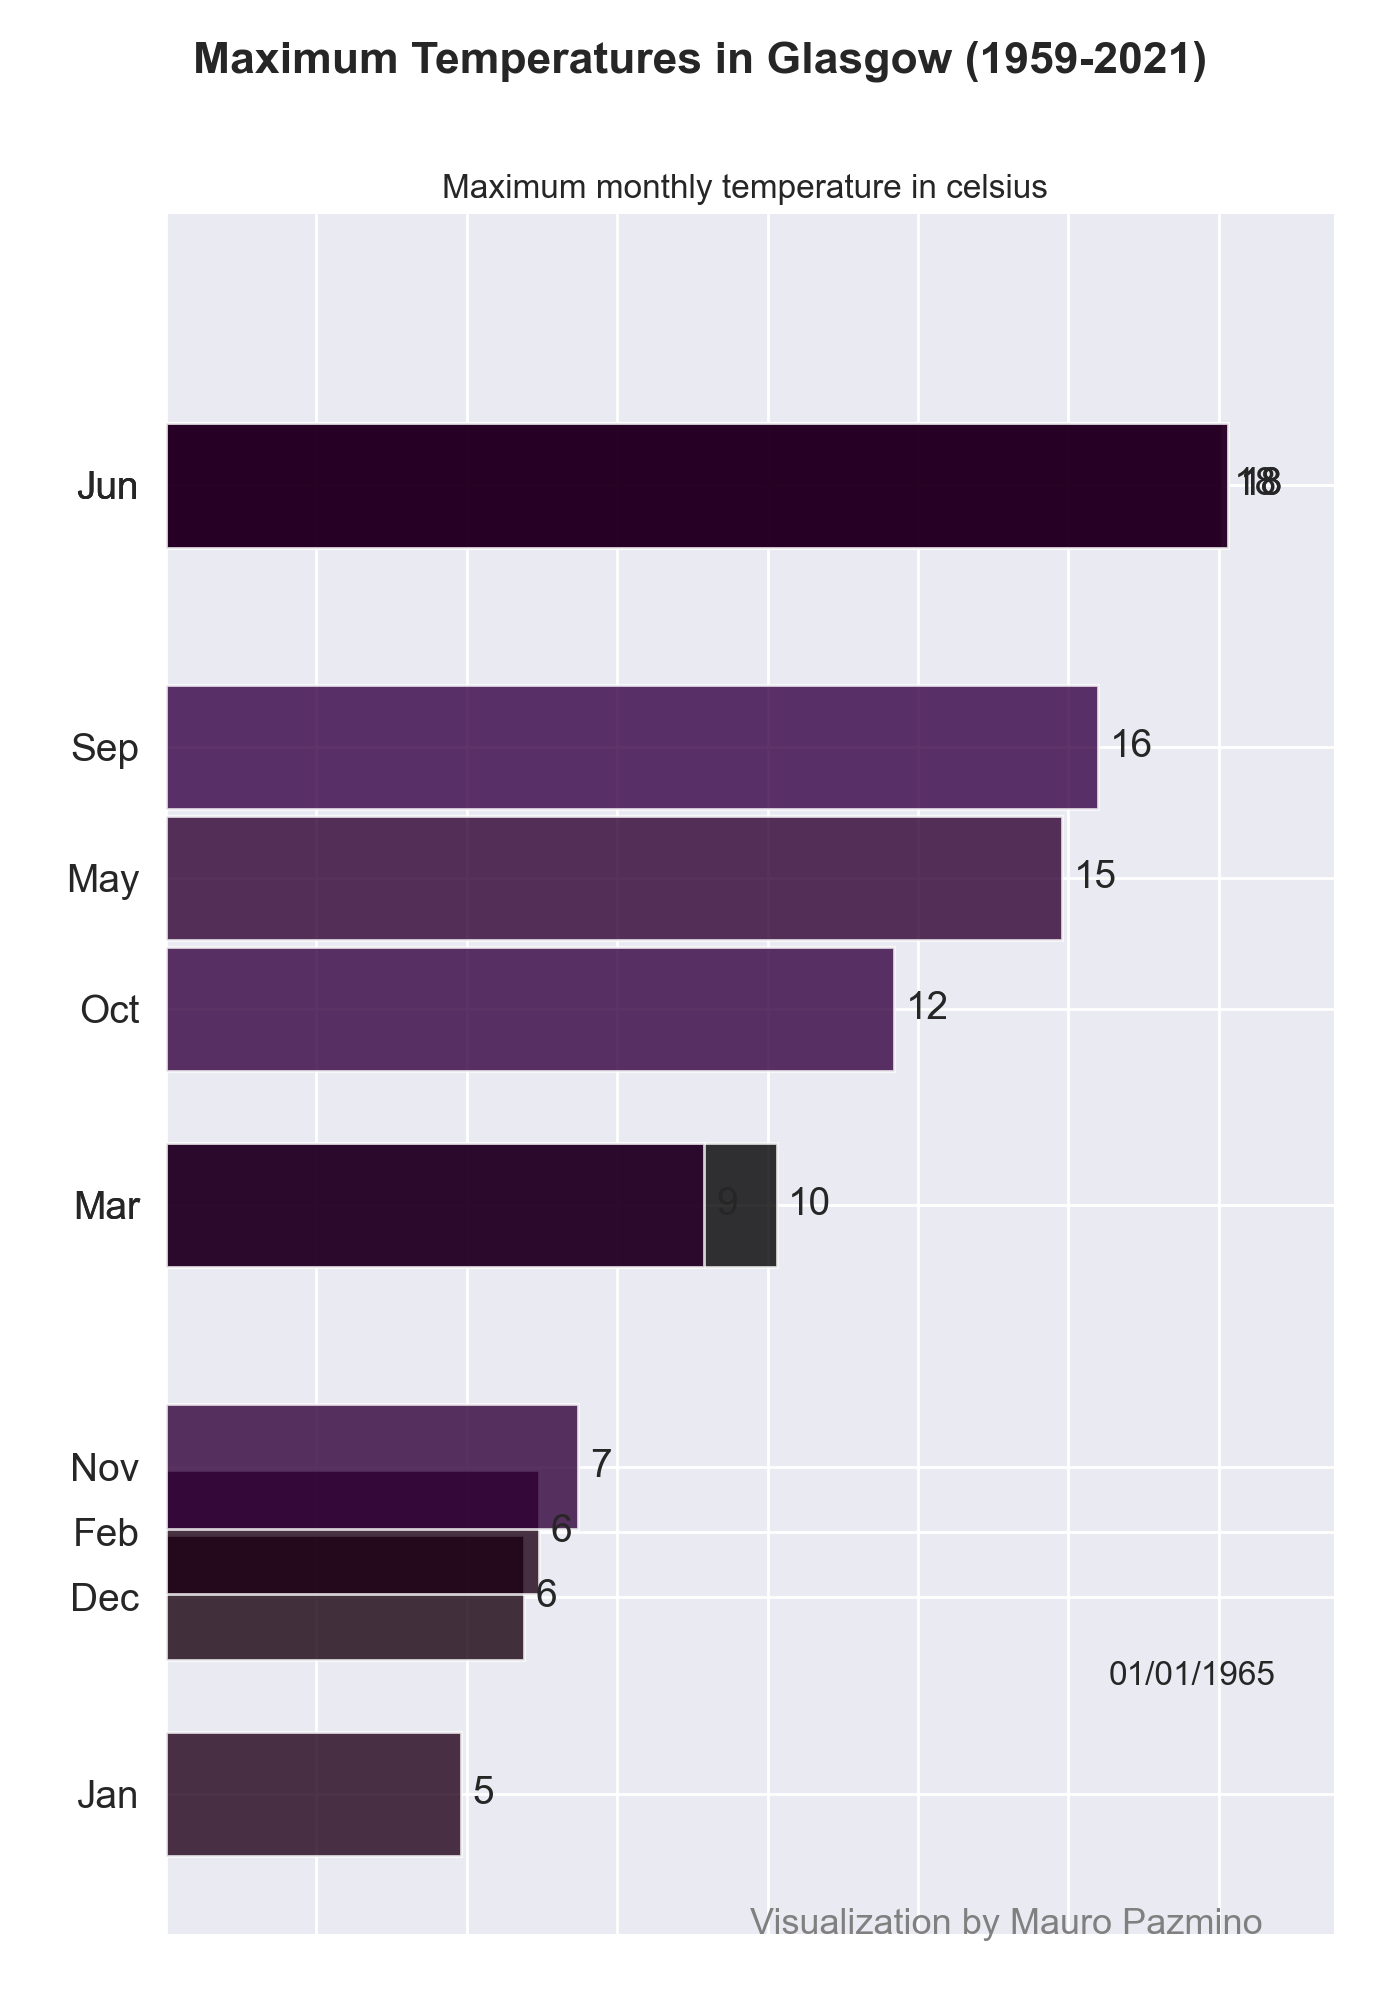 Maximum Temperatures in Glasgow (1959-2021)
Maximum monthly temperature in celsius
Jun 18
Sep 16
May 15
Oct 12
Mar 9 10
Nov 7
Feb 6
Dec 6
01/01/1965
Jan 5
Visualization by Mauro Pazmino